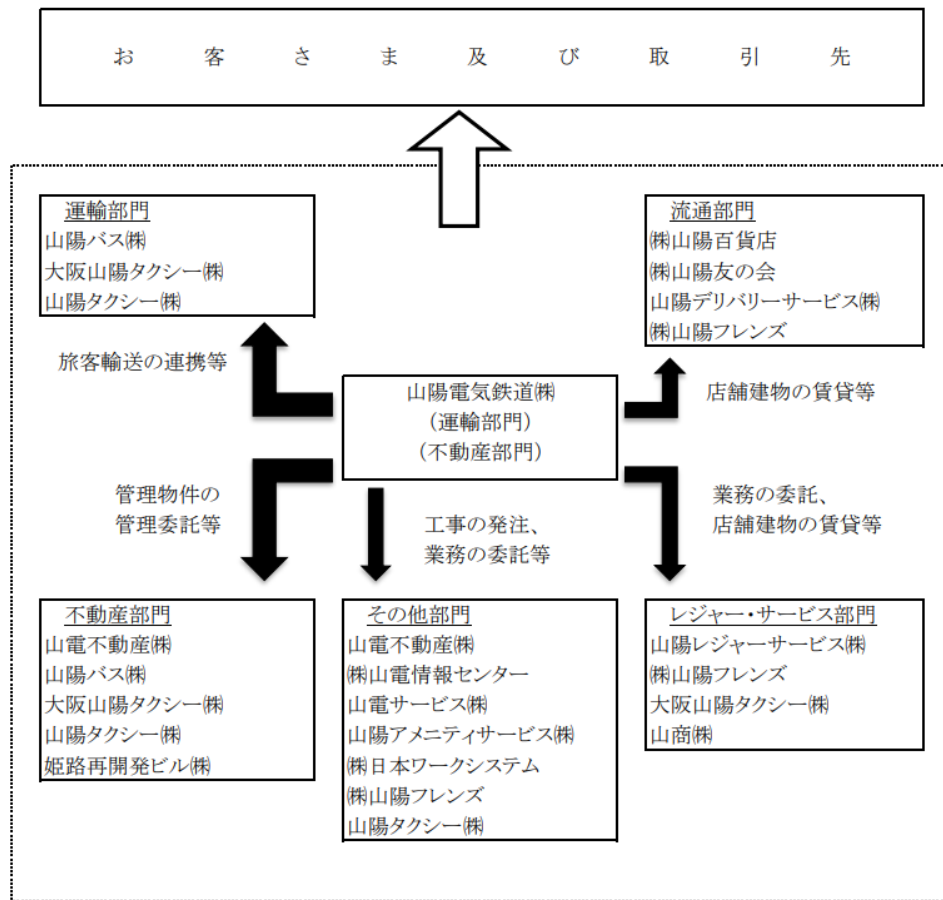 お客さま及び取引先
運輸部門
山陽バス㈱
大阪山陽タクシー㈱
山陽タクシー㈱
流通部門
㈱山陽百貨店
㈱山陽友の会
山陽デリバリーサービス㈱
㈱山陽フレンズ
旅客輸送の連携等
山陽電気鉄道㈱
（運輸部門）
（不動産部門）
店舗建物の賃貸等
管理物件の
管理委託等
工事の発注、
業務の委託等
業務の委託、
店舗建物の賃貸等
不動産部門
山電不動産㈱
山陽バス㈱
大阪山陽タクシー㈱
山陽タクシー㈱
姫路再開発ビル㈱
その他部門
山電不動産㈱
㈱山電情報センター
山電サービス㈱
山陽アメニティサービス㈱
㈱日本ワークシステム
㈱山陽フレンズ
山陽タクシー㈱
レジャー・サービス部門
山陽レジャーサービス㈱
㈱山陽フレンズ
大阪山陽タクシー㈱
山商㈱